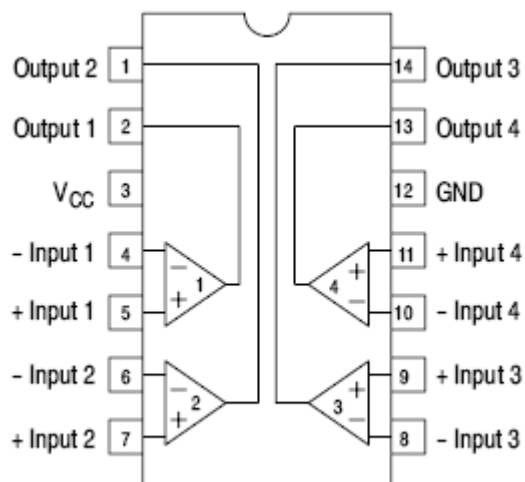 Output 2 1 14 Output 3
Output 1 2 13 Output 4
VCC 3 12 GND
– Input 1 4 – 11 + Input 4
+ 1 4 +
+ Input 1 5 – 10 – Input 4
– Input 2 6 – 9 + Input 3
+ 2 3 +
+ Input 2 7 – 8 – Input 3